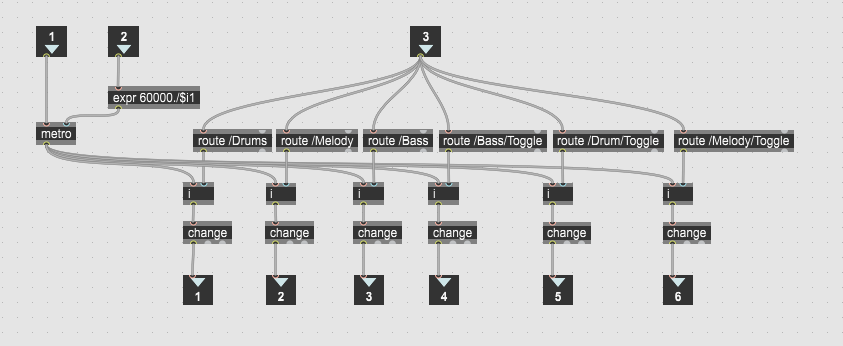 1 2 3
expr 60000./$i1
metro
route /Drums route /Melody route /Bass route /Bass/Toggle route /Drum/Toggle route /Melody/Toggle
i i i i i i
change change change change change change
1 2 3 4 5 6